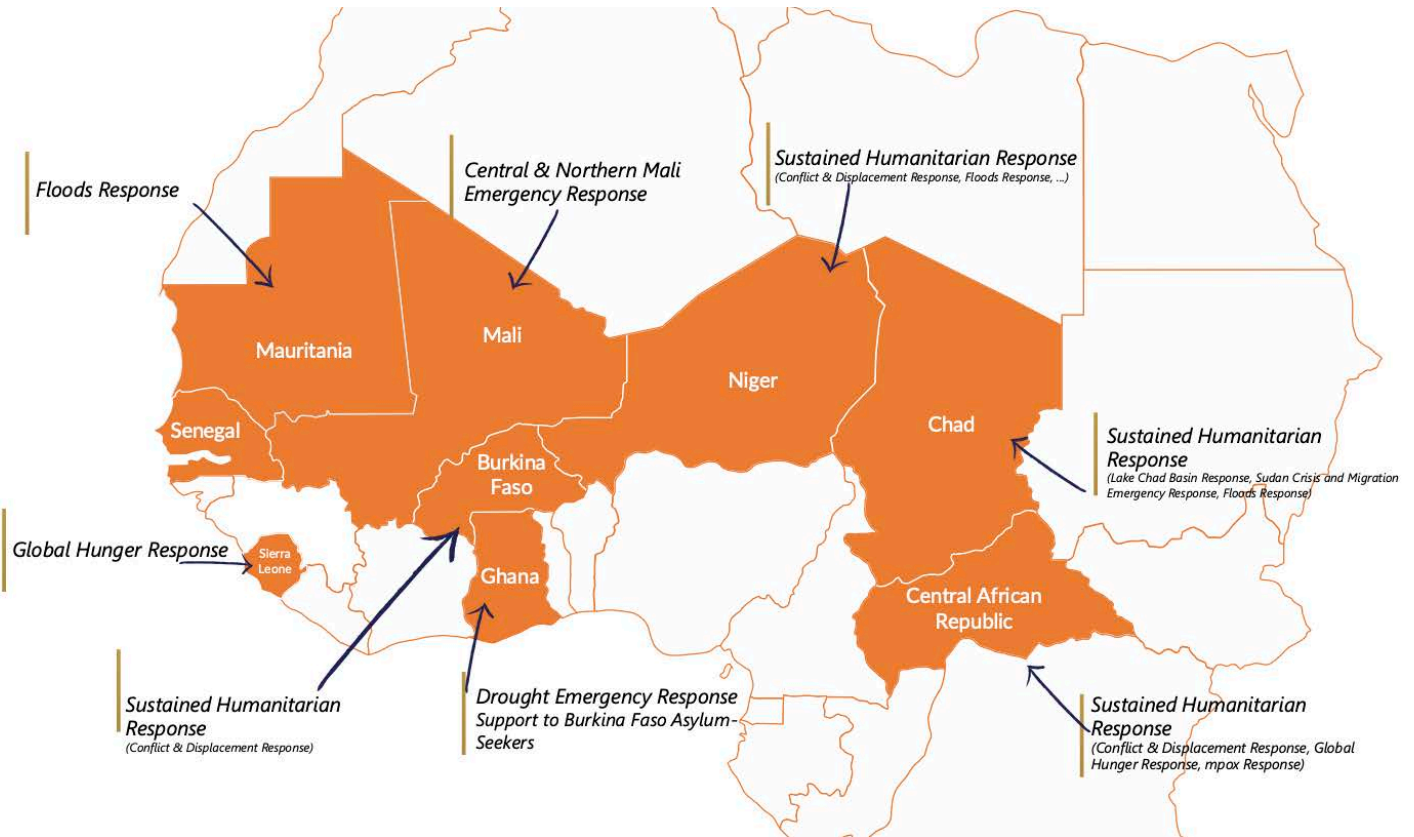 Floods Response
Central & Northern Mali
Emergency Response
Sustained Humanitarian Response
(Conflict & Displacement Response, Floods Response, ...)
Mauritania
Mali
Niger
Chad
Senegal
Burkina
Faso
Sustained Humanitarian
Response
(Lake Chad Basin Response, Sudan Crisis and Migration
Emergency Response, Floods Response)
Global Hunger Response
Sierra
Leone
Ghana
Central African
Republic
Sustained Humanitarian
Response
(Conflict & Displacement Response)
Drought Emergency Response
Support to Burkina Faso Asylum-
Seekers
Sustained Humanitarian
Response
(Conflict & Displacement Response, Global
Hunger Response, mpox Response)